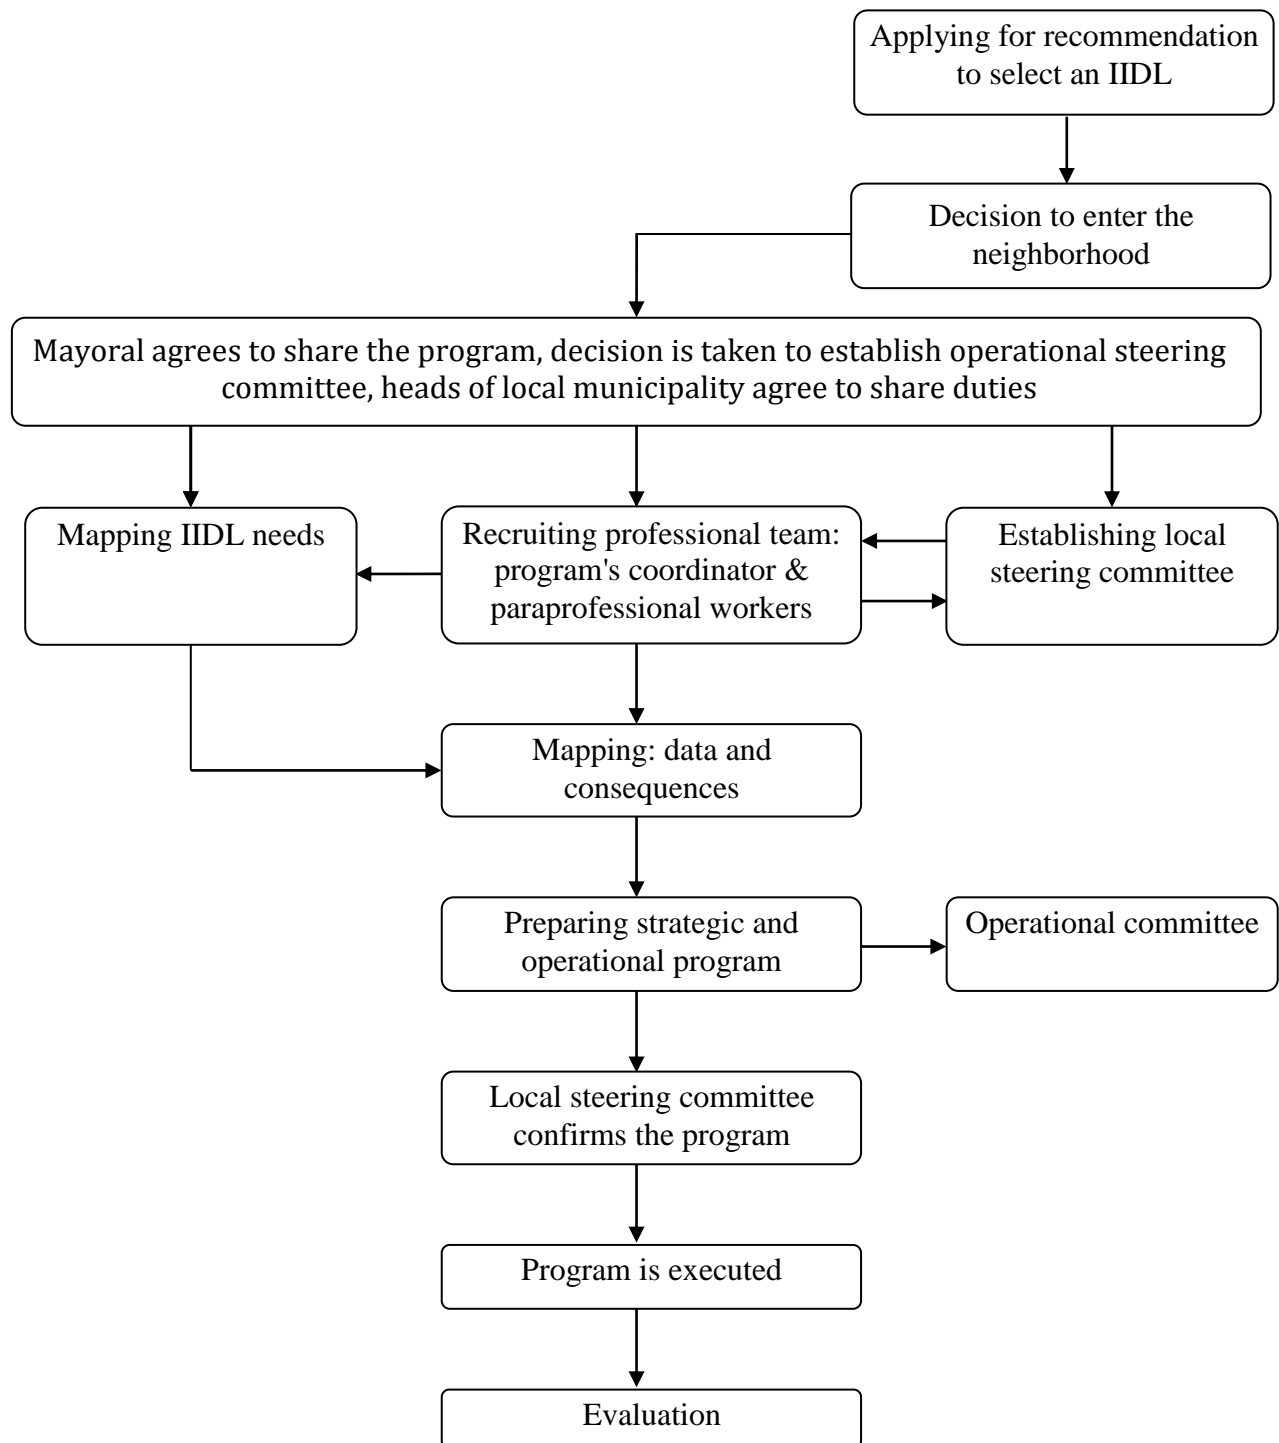 Applying for recommendation
to select an IIDL
Decision to enter the
neighborhood
Mayoral agrees to share the program, decision is taken to establish operational steering
committee, heads of local municipality agree to share duties
Mapping IIDL needs
Recruiting professional team:
program's coordinator &
paraprofessional workers
Establishing local
steering committee
Mapping: data and
consequences
Preparing strategic and
operational program
Operational committee
Local steering committee
confirms the program
Program is executed
Evaluation